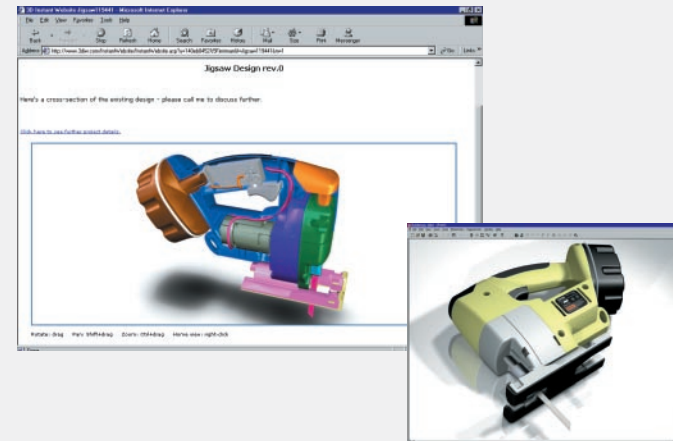 3D Instant Website Jigsaw119441 - Microsoft Internet Explorer
File Edit View Favorites Tools Help
Back Stop Refresh Home Search Favorites History Mail Size Print Messenger
Address Go Links »
Jigsaw Design rev.0
Here's a cross-section of the existing design - please call me to discuss further.
Click here to see further project details.
Rotate: drag Pan: Shift+drag Zoom: Ctrl+drag Home view: right-click